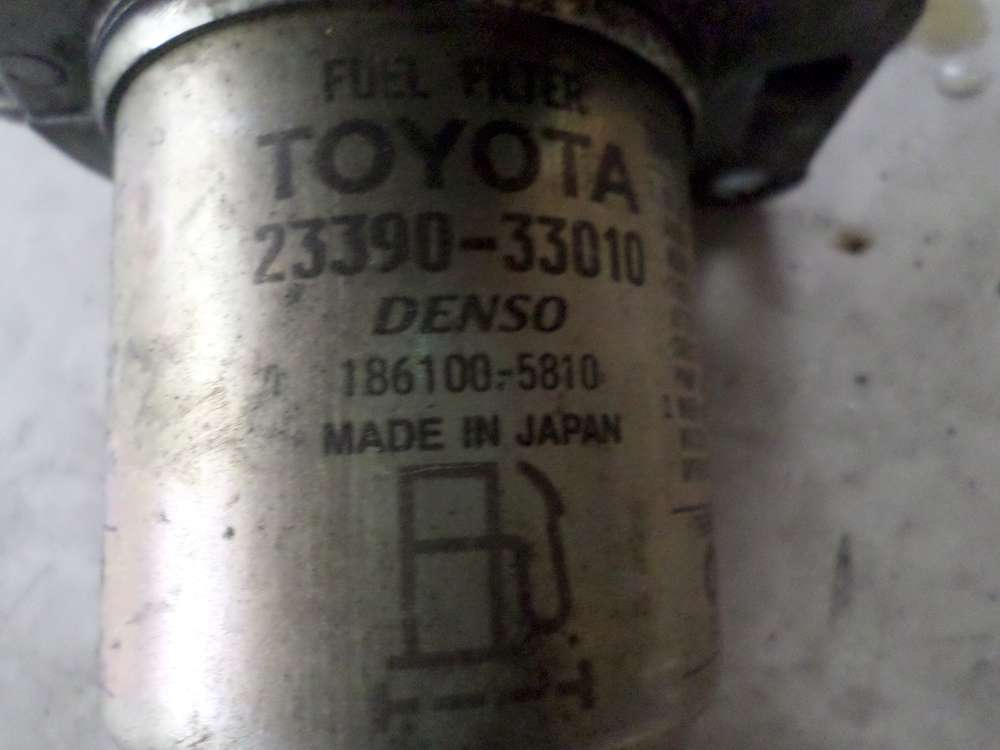 FUEL FILTER
TOYOTA
23390-33010
DENSO
186100-5810
MADE IN JAPAN